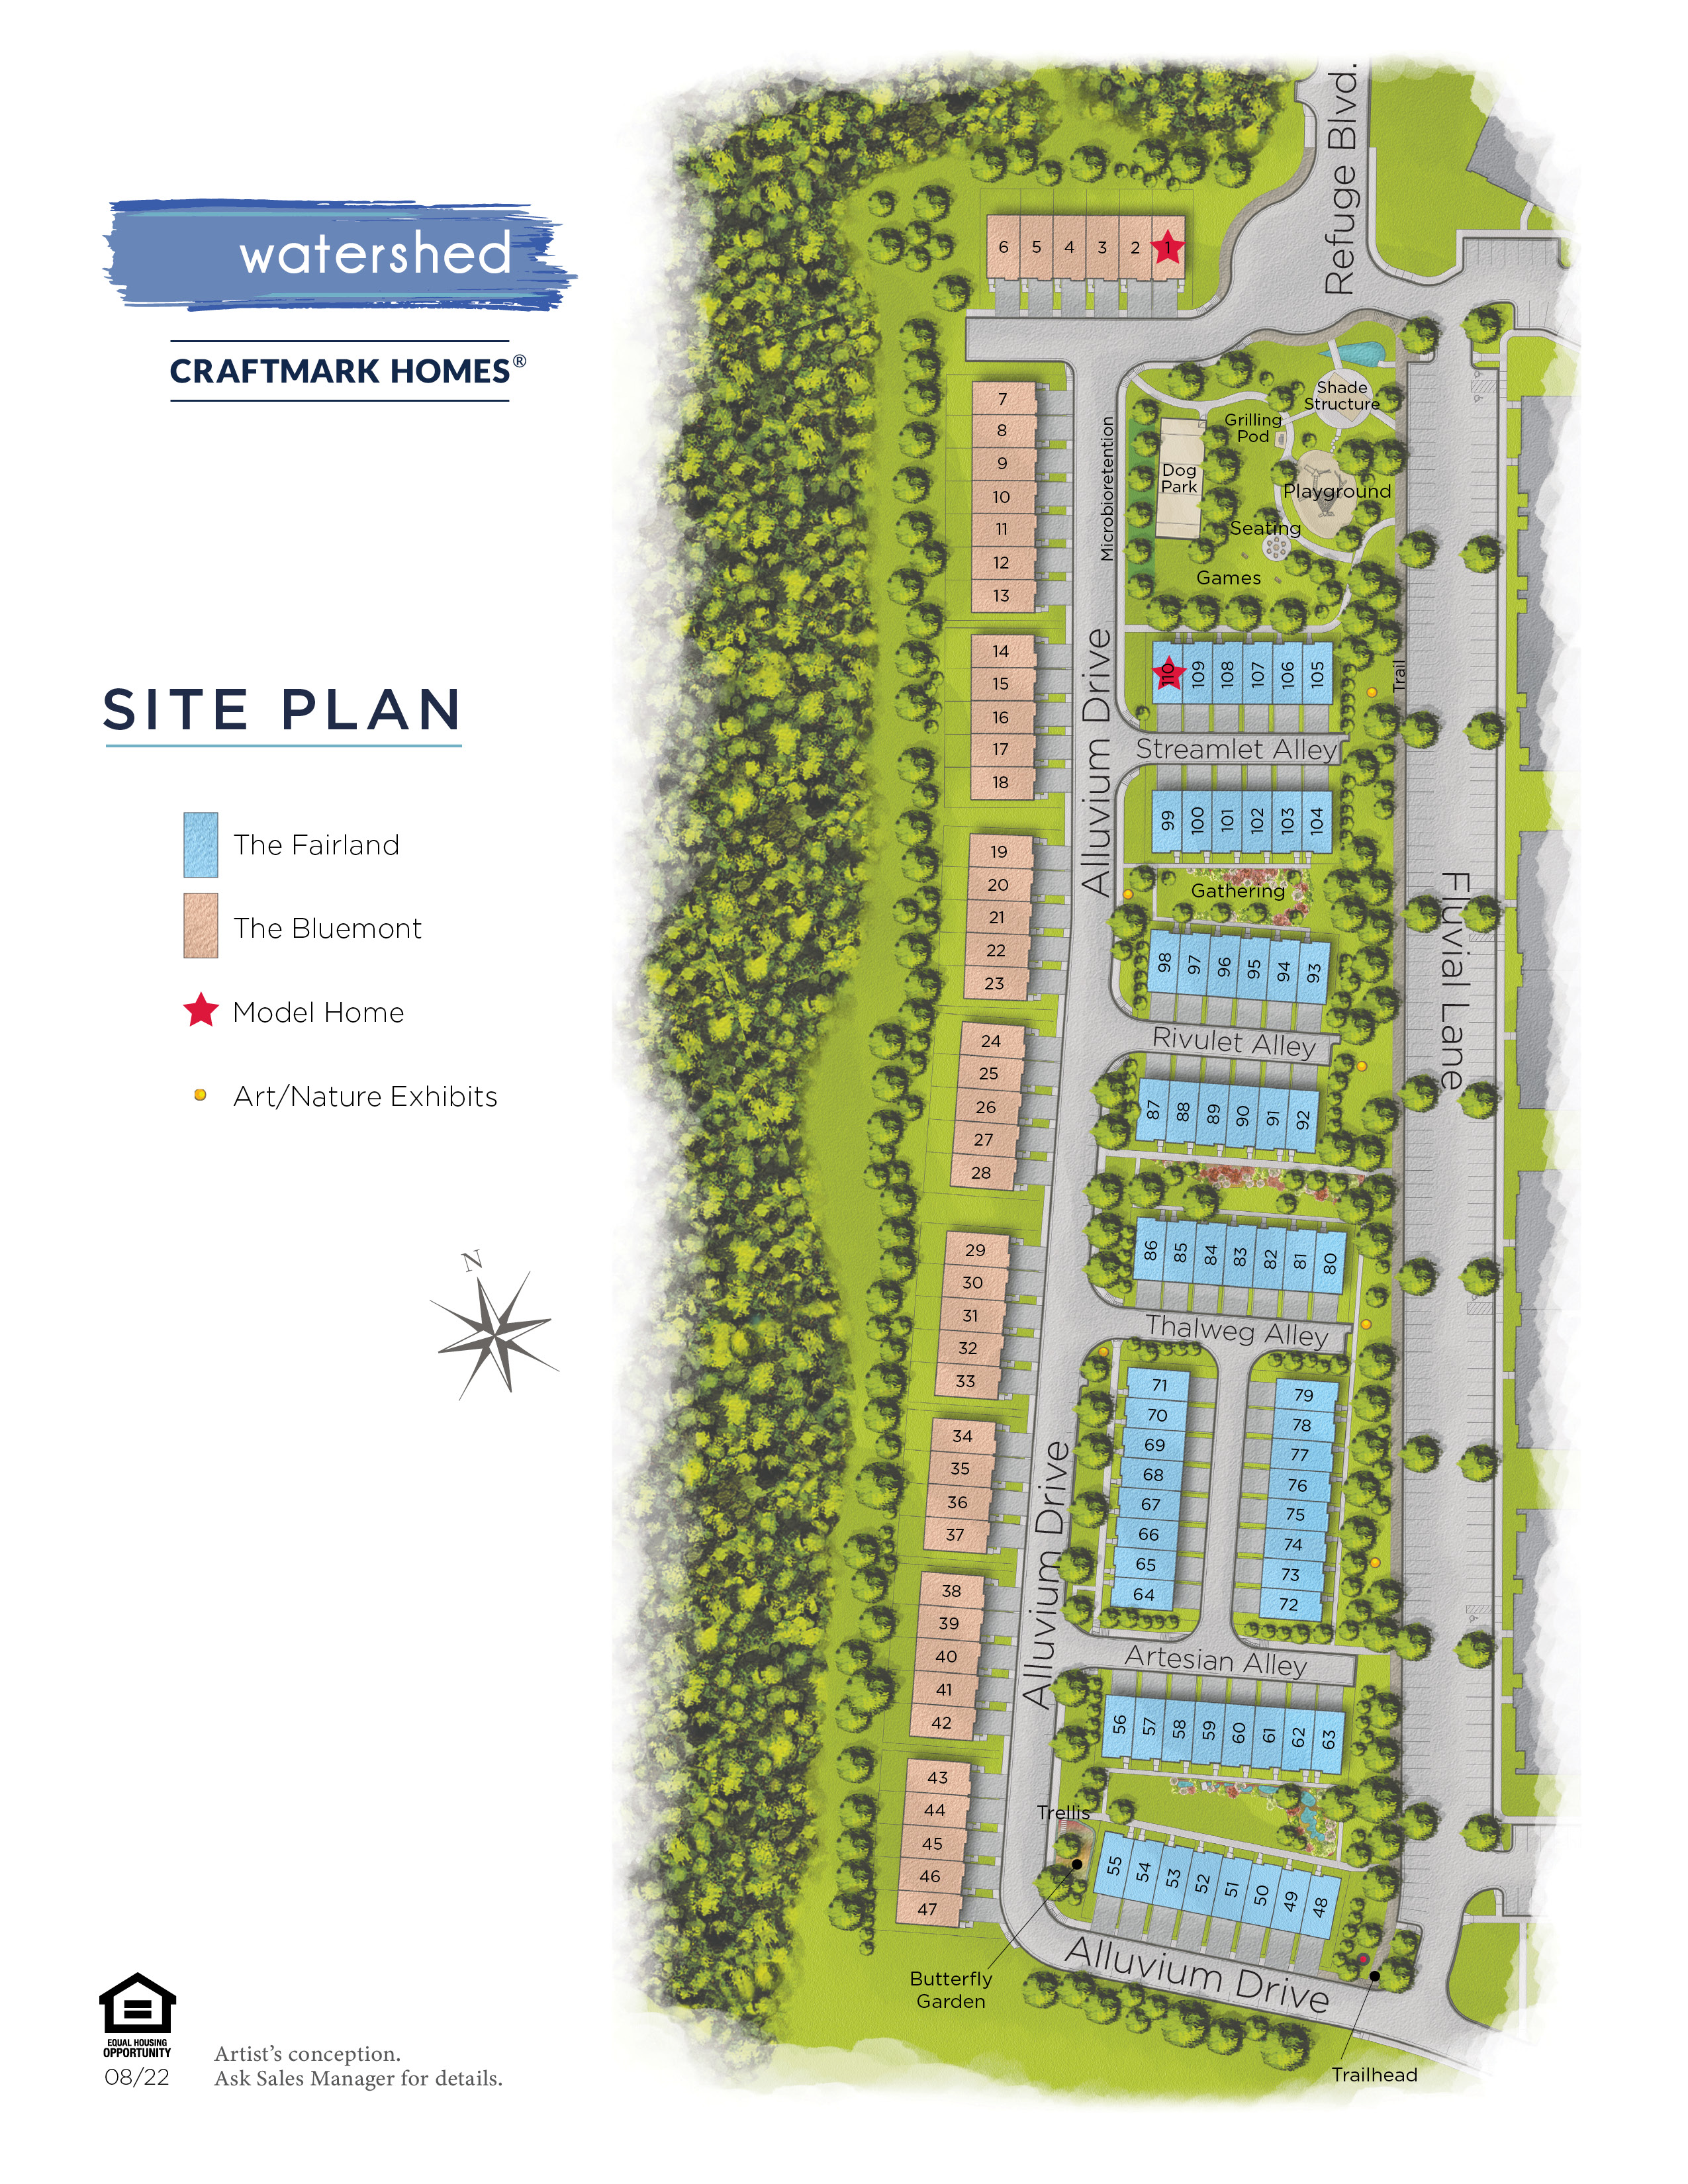 watershed
CRAFTMARK HOMES®
SITE PLAN
The Fairland
The Bluemont
Model Home
Art/Nature Exhibits
N
EQUAL HOUSING
OPPORTUNITY
08/22
Artist's conception.
Ask Sales Manager for details.
Refuge Blvd.
6 5 4 3 2 1
7
8
9
10
11
12
13
14
15
16
17
18
19
20
21
22
23
24
25
26
27
28
29
30
31
32
33
34
35
36
37
38
39
40
41
42
43
44
45
46
47
Microbioretention
Shade
Structure
Grilling
Pod
Dog
Park
Playground
Seating
Games
Alluvium Drive
110 109 108 107 106 105
Trail
Streamlet Alley
99 100 101 102 103 104
Gathering
98 97 96 95 94 93
Fluvial Lane
Rivulet Alley
87 88 89 90 91 92
86 85 84 83 82 81 80
Thalweg Alley
71
70
69
68
67
66
65
64
79
78
77
76
75
74
73
72
Alluvium Drive
Artesian Alley
56 57 58 59 60 61 62 63
Trellis
55 54 53 52 51 50 49 48
Butterfly
Garden
Alluvium Drive
Trailhead